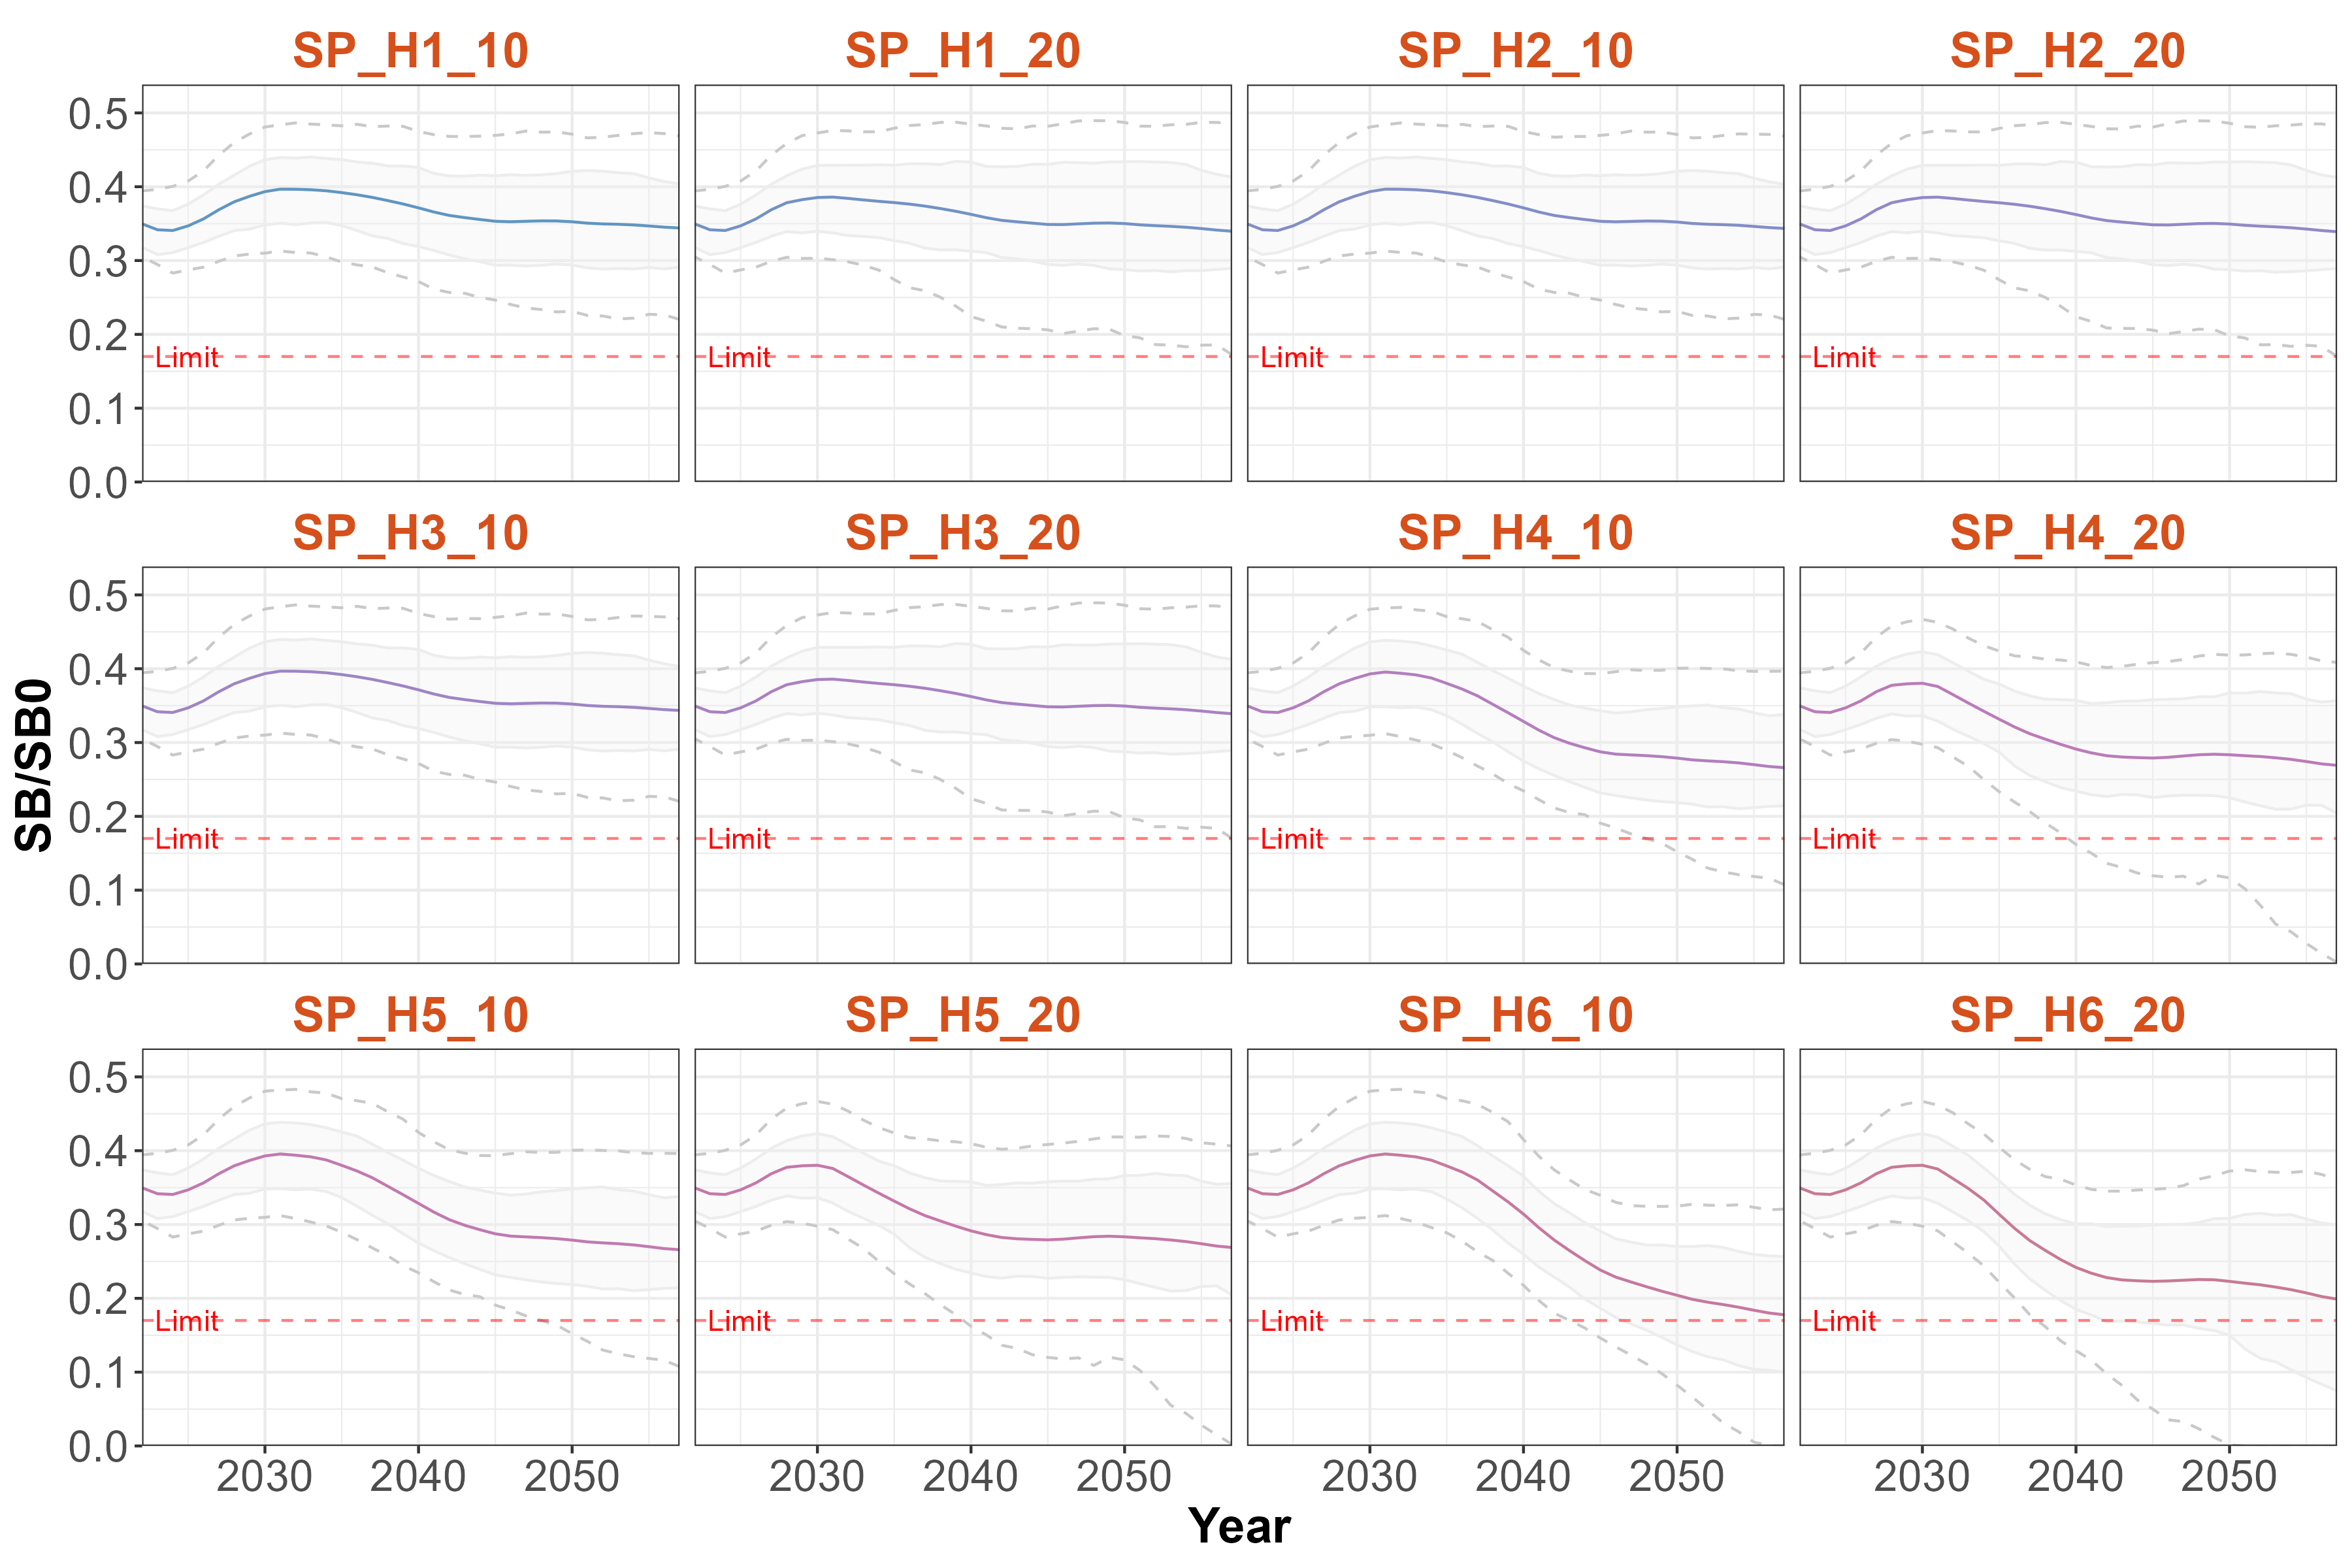 SP_H1_10 SP_H1_20 SP_H2_10 SP_H2_20
0.5
0.4
0.3
0.2
Limit Limit Limit Limit
0.1
0.0
SP_H3_10 SP_H3_20 SP_H4_10 SP_H4_20
0.5
0.4
0.3
0.2
Limit Limit Limit Limit
0.1
0.0
SB/SB0
SP_H5_10 SP_H5_20 SP_H6_10 SP_H6_20
0.5
0.4
0.3
0.2
Limit Limit Limit Limit
0.1
0.0
2030 2040 2050 2030 2040 2050 2030 2040 2050 2030 2040 2050
Year